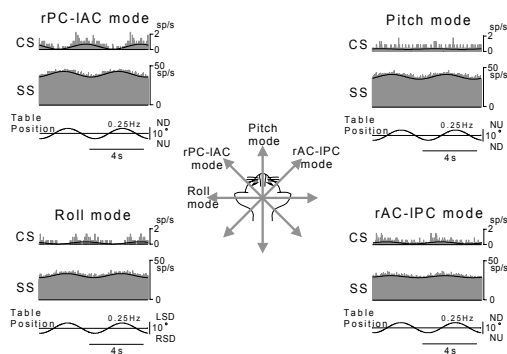 rPC-IAC mode
sp/s
CS
2
0
50
sp/s
SS
0
Table
Position
0.25Hz
ND
10°
NU
4s
Pitch mode
sp/s
CS
2
0
50
sp/s
SS
0
Table
Position
0.25Hz
NU
10°
ND
4s
Pitch
mode
rPC-lAC
mode
rAC-lPC
mode
Roll
mode
Roll mode
sp/s
CS
2
0
50
sp/s
SS
0
Table
Position
0.25Hz
LSD
10°
RSD
4s
rAC-IPC mode
sp/s
CS
2
0
50
sp/s
SS
0
Table
Position
0.25Hz
ND
10°
NU
4s